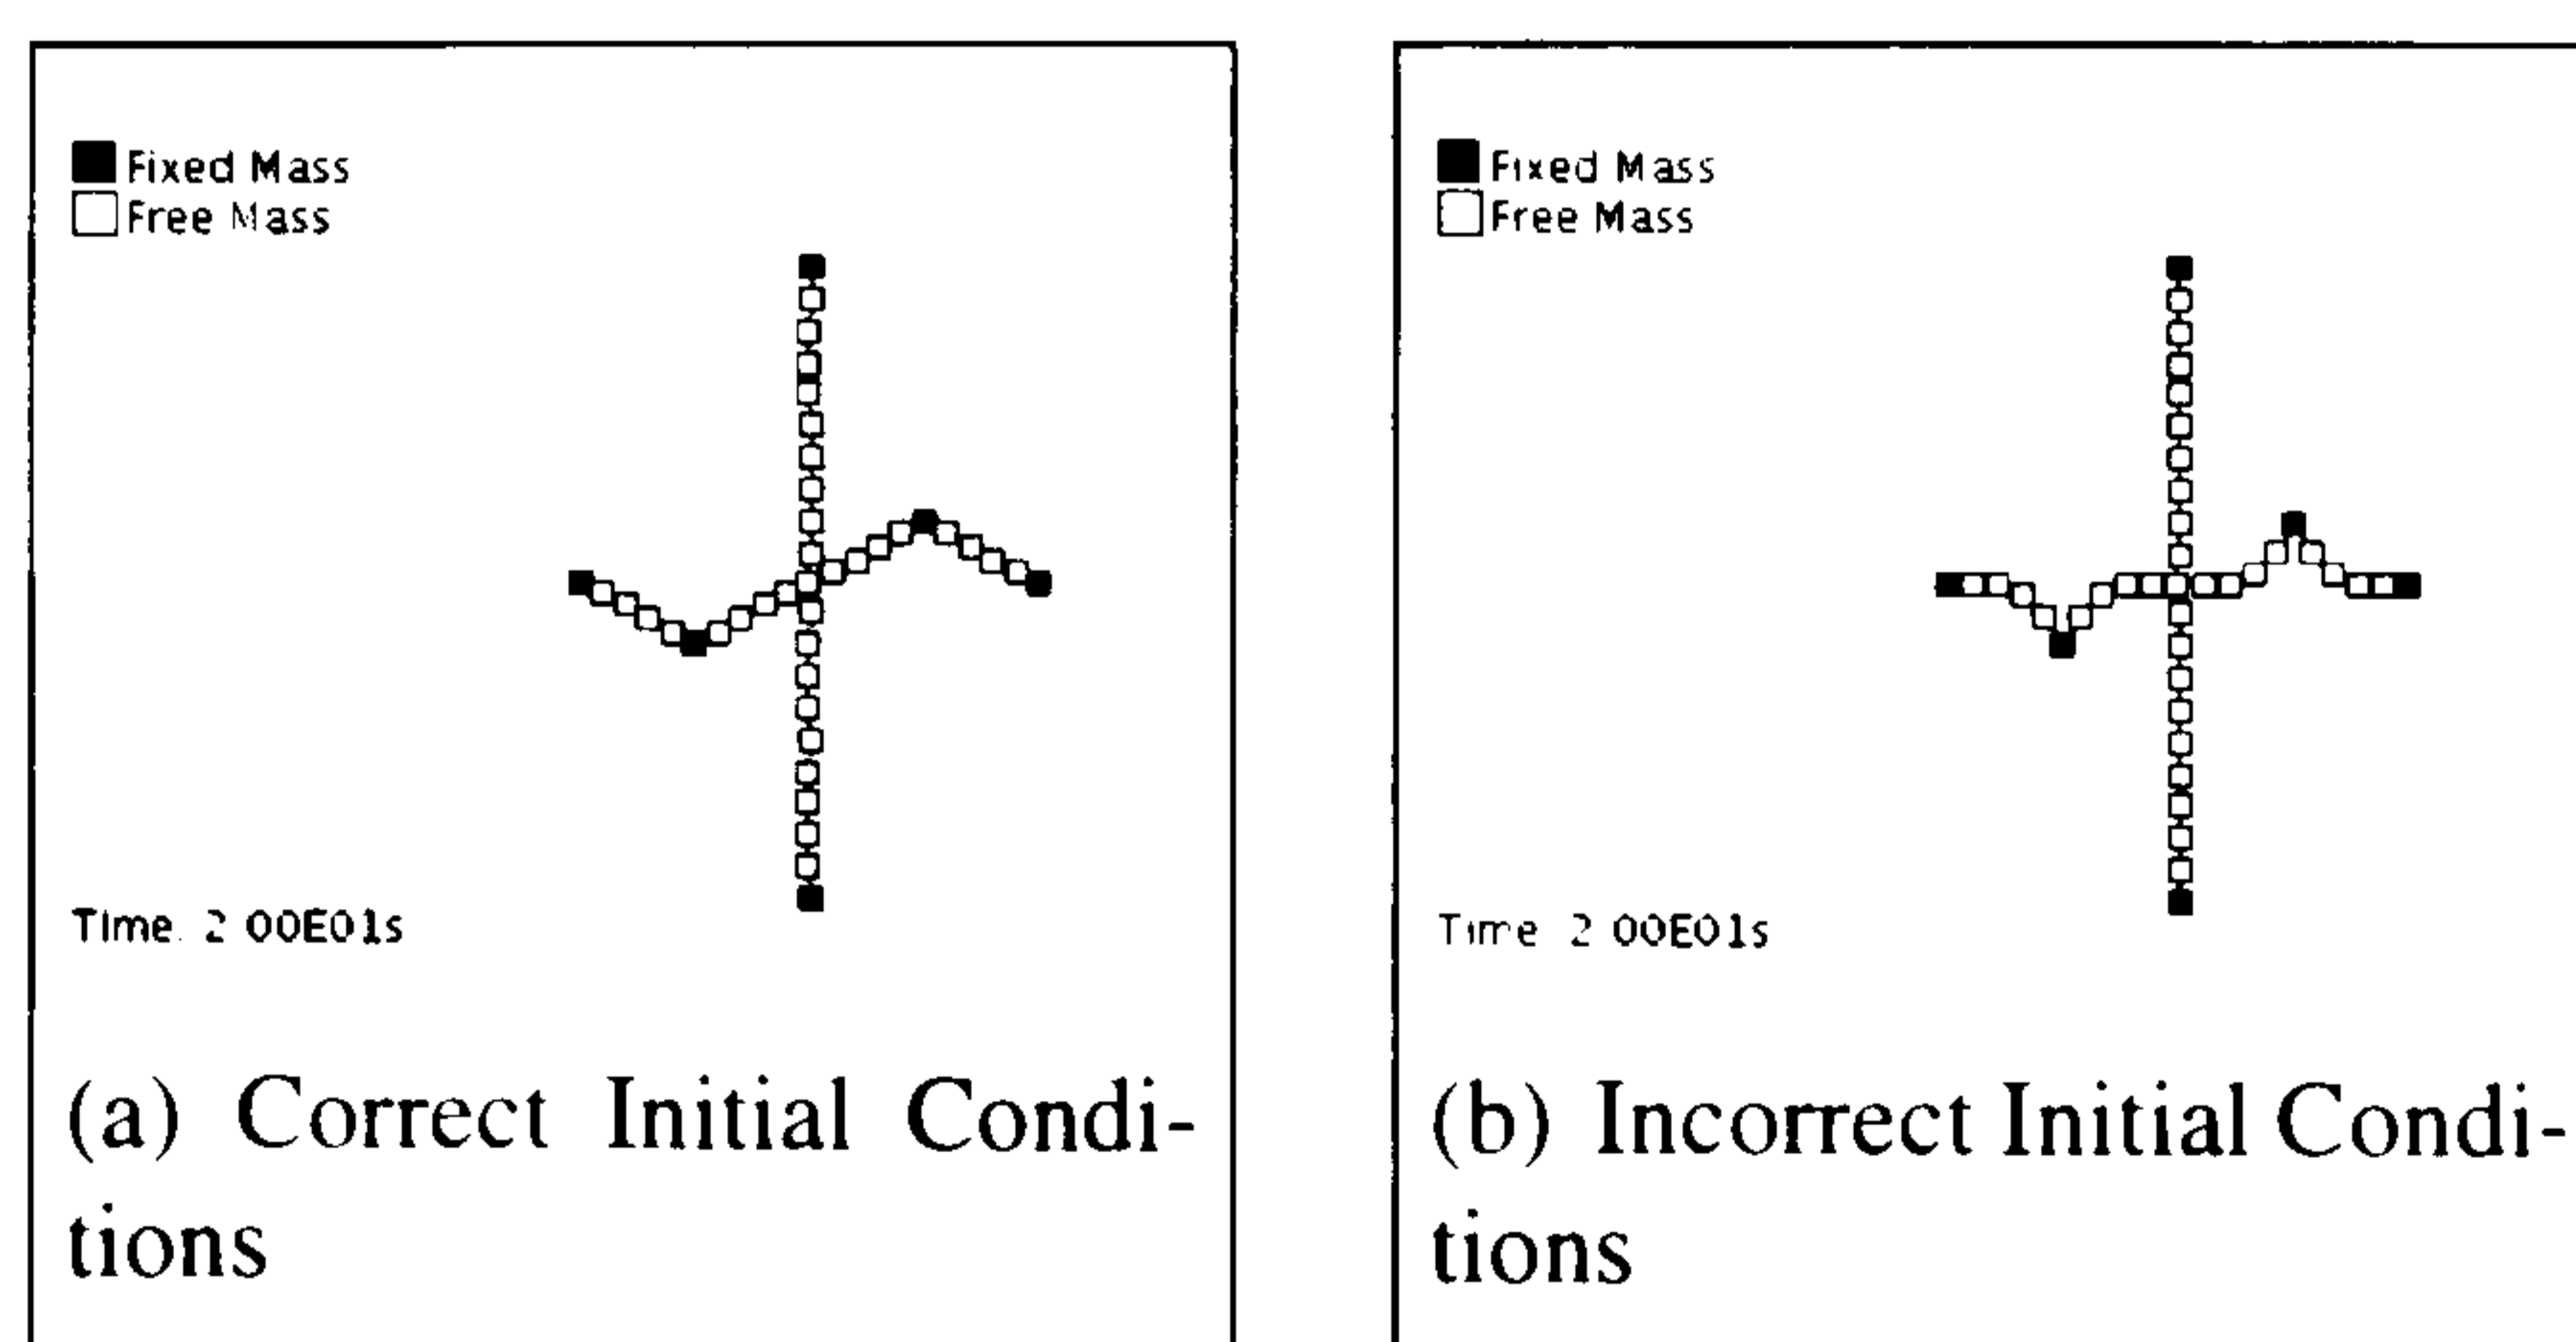 Fixed Mass
Free Mass
Time. 2 00E01s
(a) Correct Initial Condi-
tions
Fixed Mass
Free Mass
Time 2 00E01s
(b) Incorrect Initial Condi-
tions